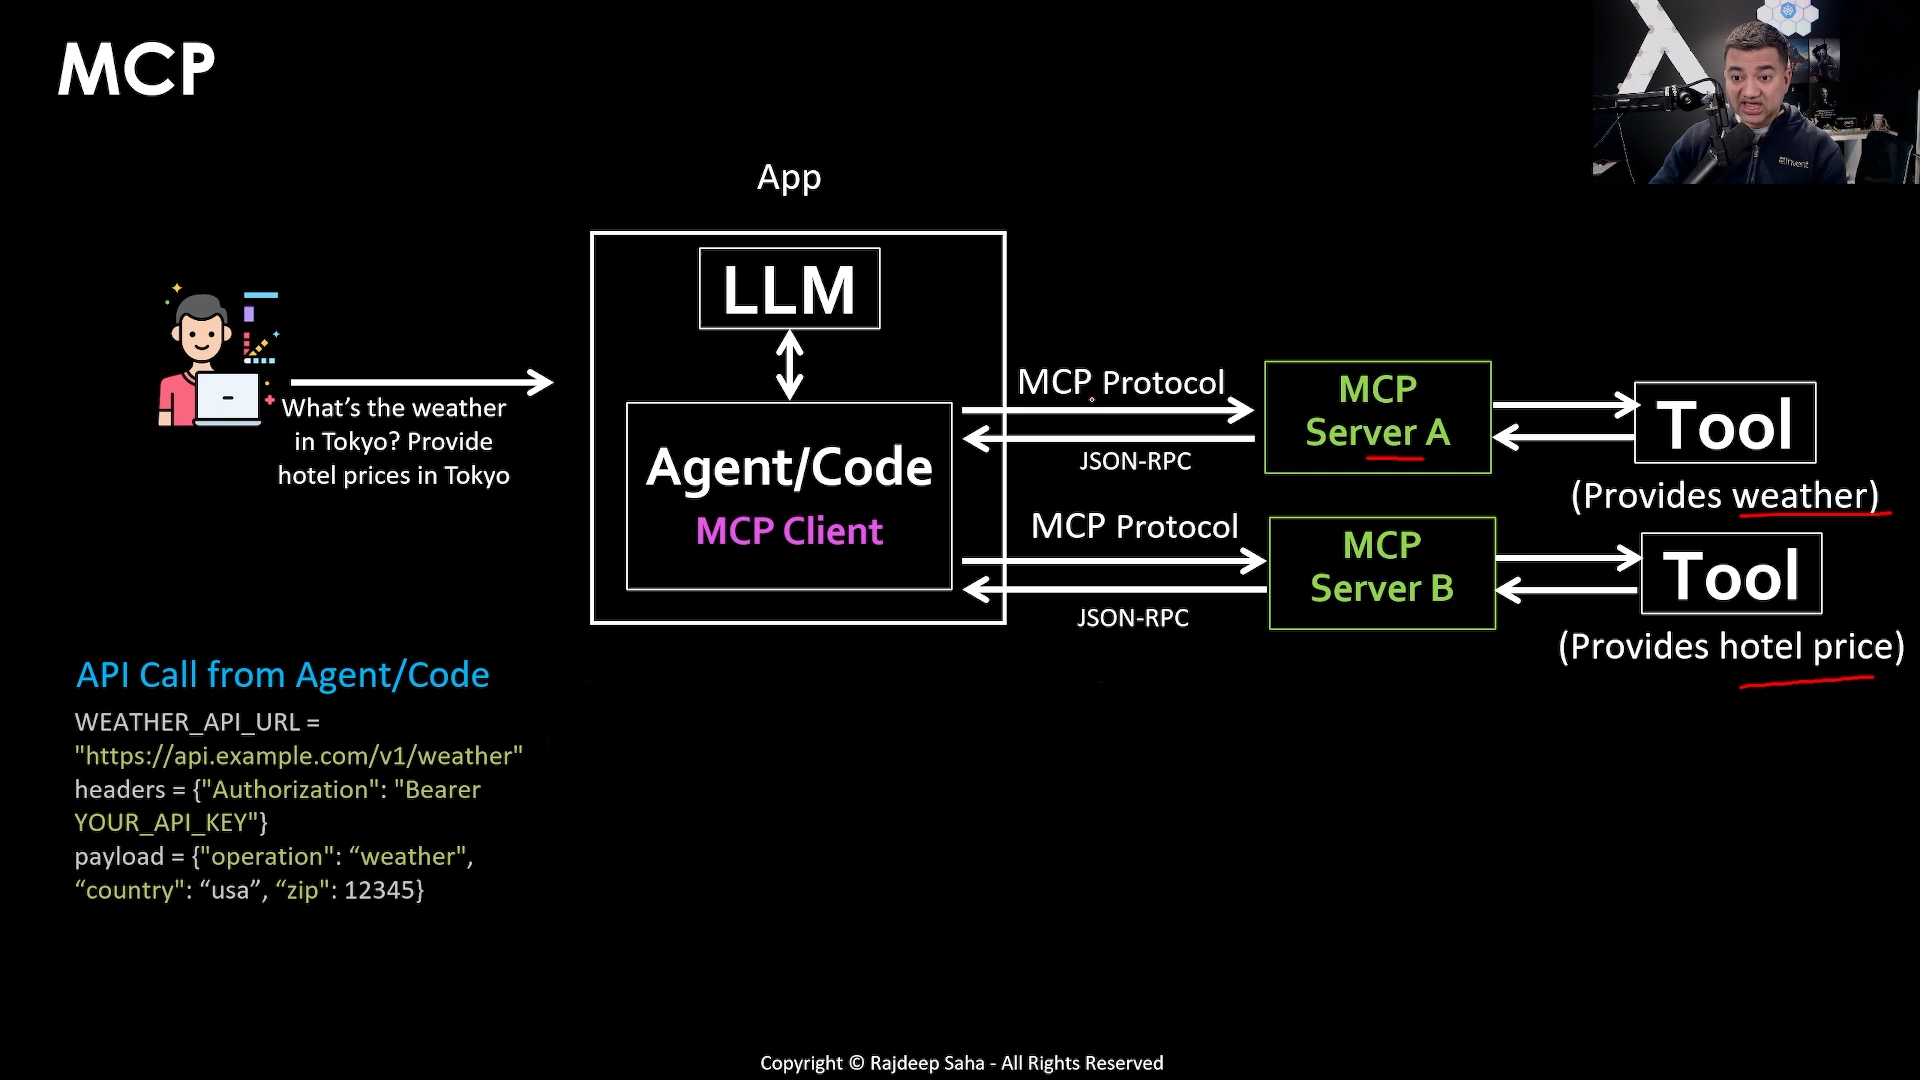 MCP
App
LLM
What's the weather
in Tokyo? Provide
hotel prices in Tokyo
Agent/Code
MCP Client
MCP Protocol
JSON-RPC
MCP
Server A
Tool
(Provides weather)
MCP Protocol
JSON-RPC
MCP
Server B
Tool
(Provides hotel price)
API Call from Agent/Code
WEATHER_API_URL =
"https://api.example.com/v1/weather"
headers = {"Authorization": "Bearer
YOUR_API_KEY"}
payload = {"operation": “weather",
“country": “usa”, “zip": 12345}
Copyright © Rajdeep Saha - All Rights Reserved